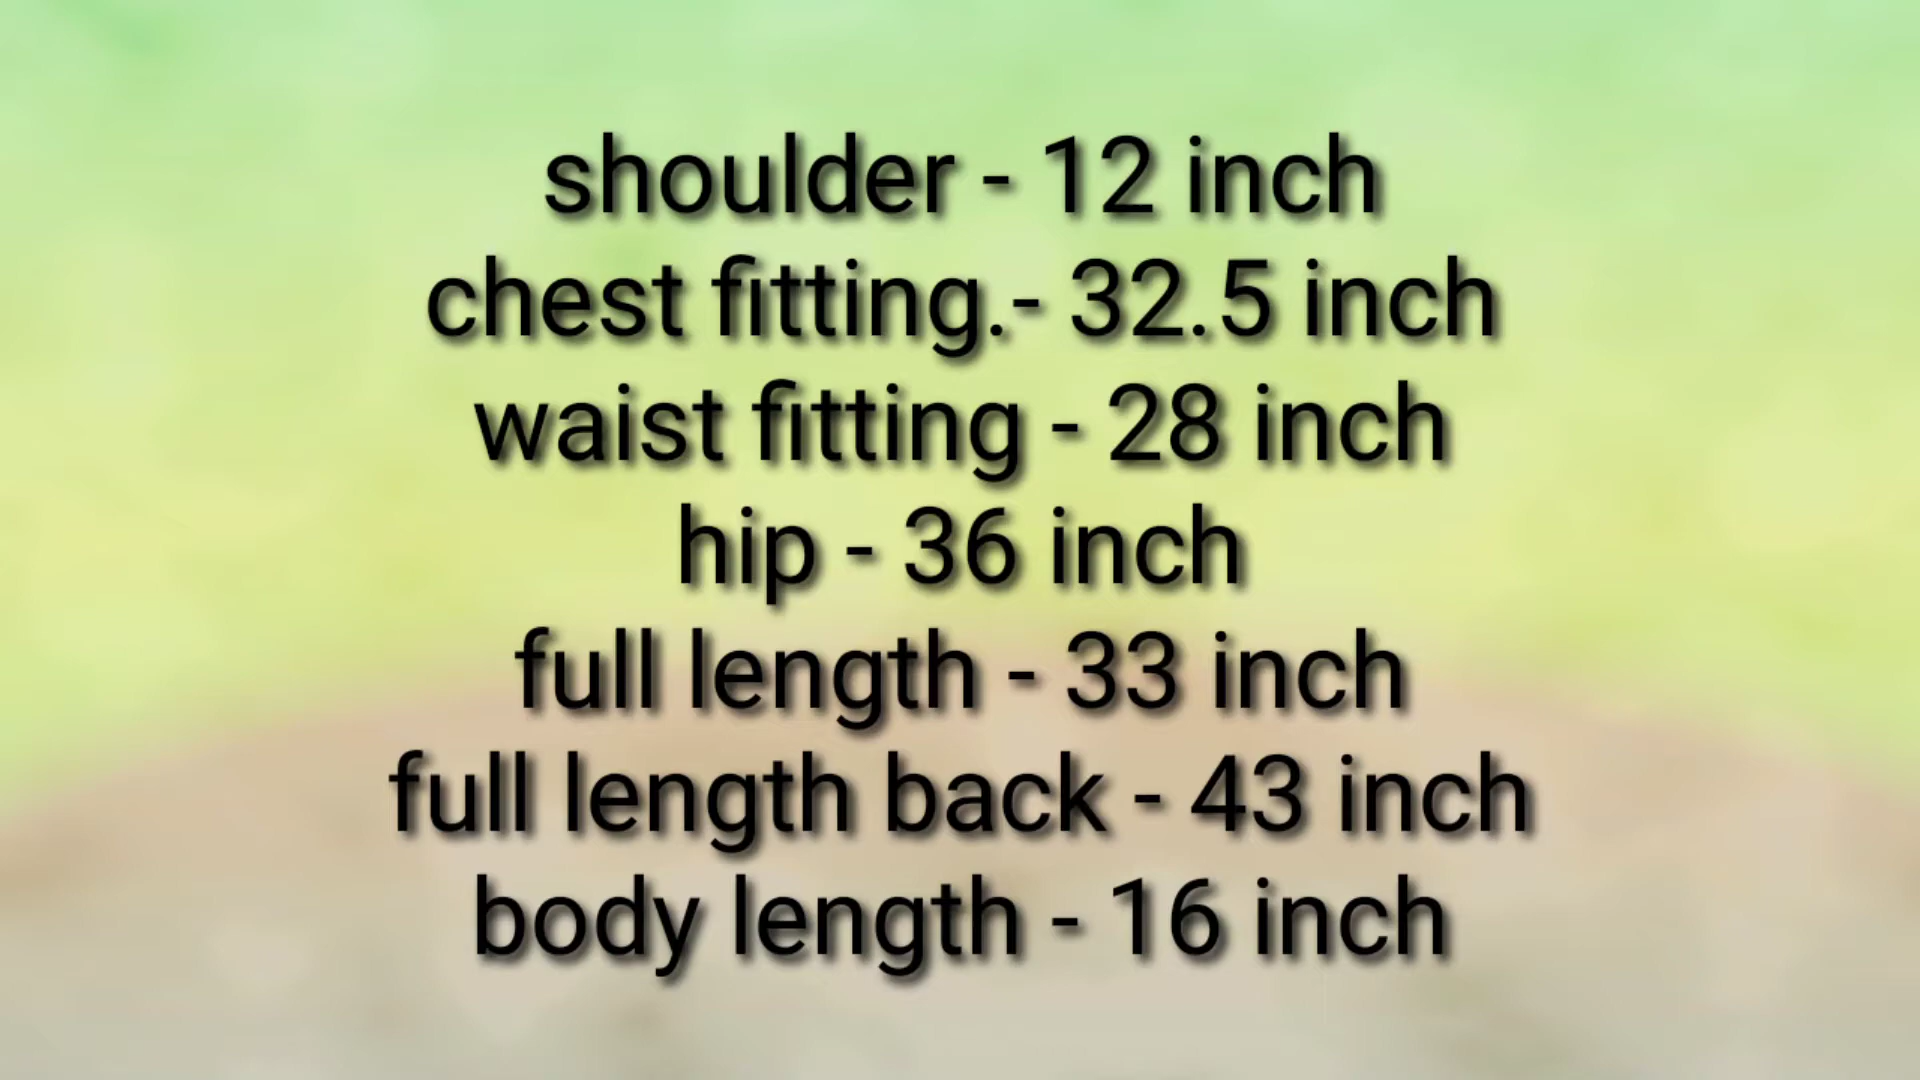 shoulder - 12 inch
chest fitting.- 32.5 inch
waist fitting - 28 inch
hip - 36 inch
full length - 33 inch
full length back - 43 inch
body length - 16 inch